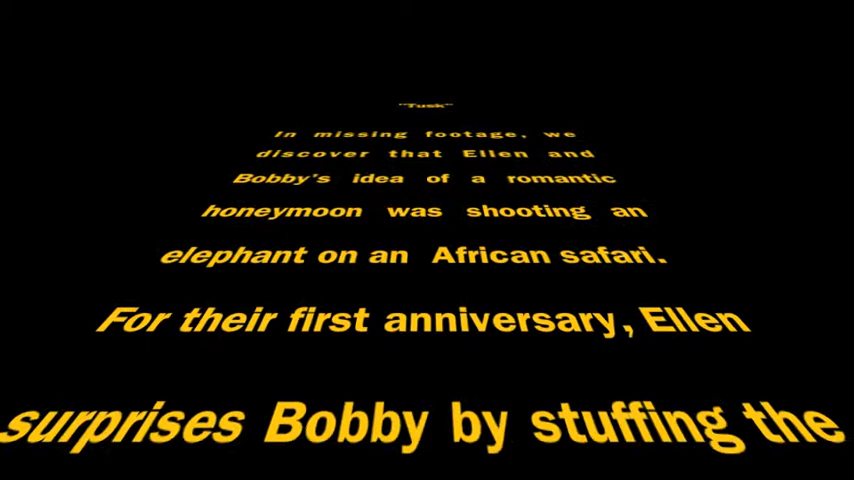 "Tusk"
In missing footage, we
discover that Ellen and
Bobby's idea of a romantic
honeymoon was shooting an
elephant on an African safari.
For their first anniversary, Ellen
surprises Bobby by stuffing the